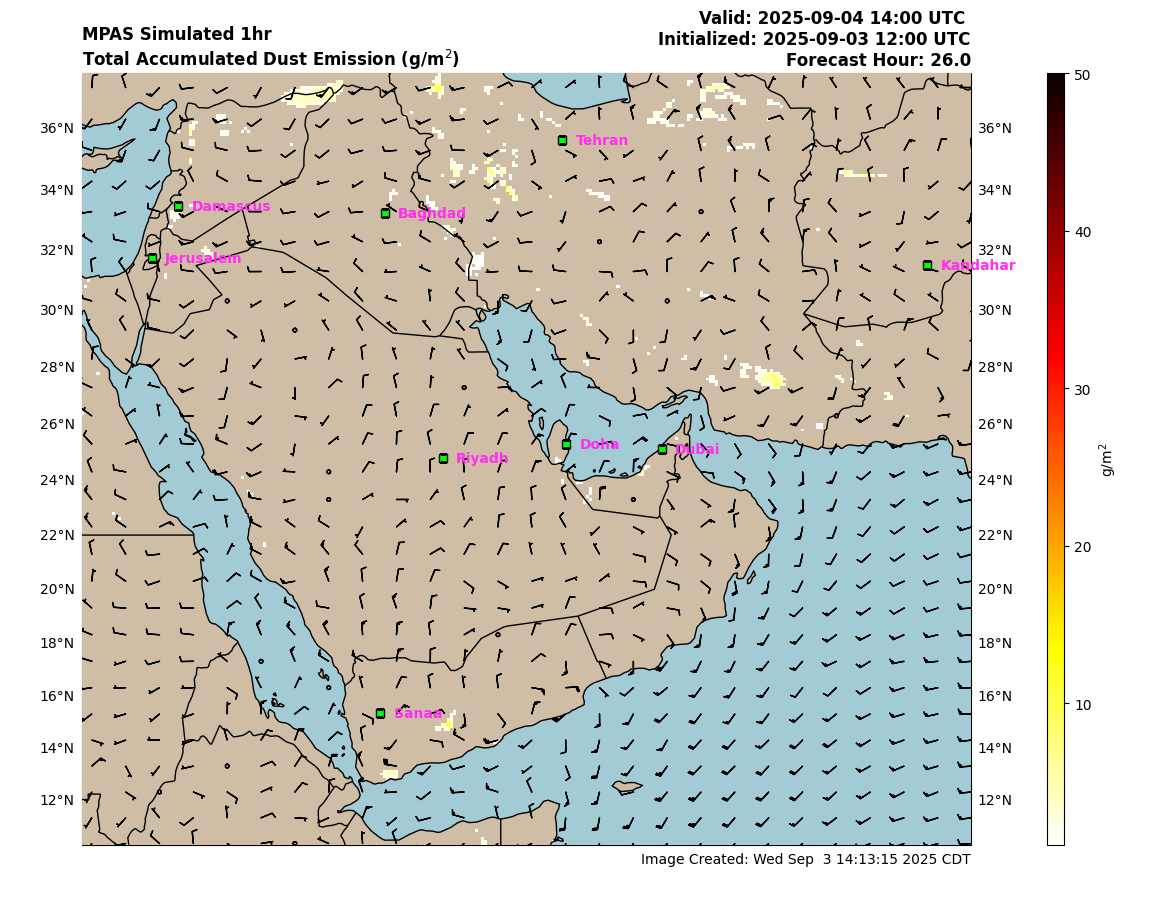 MPAS Simulated 1hr
Total Accumulated Dust Emission (g/m²)
Valid: 2025-09-04 14:00 UTC
Initialized: 2025-09-03 12:00 UTC
Forecast Hour: 26.0
36°N
34°N
32°N
30°N
28°N
26°N
24°N
22°N
20°N
18°N
16°N
14°N
12°N
Tehran
Damascus
Baghdad
Jerusalem
Kandahar
Doha
Dubai
Riyadh
Sanaa
36°N
34°N
32°N
30°N
28°N
26°N
24°N
22°N
20°N
18°N
16°N
14°N
12°N
50
40
30
20
10
g/m²
Image Created: Wed Sep  3 14:13:15 2025 CDT